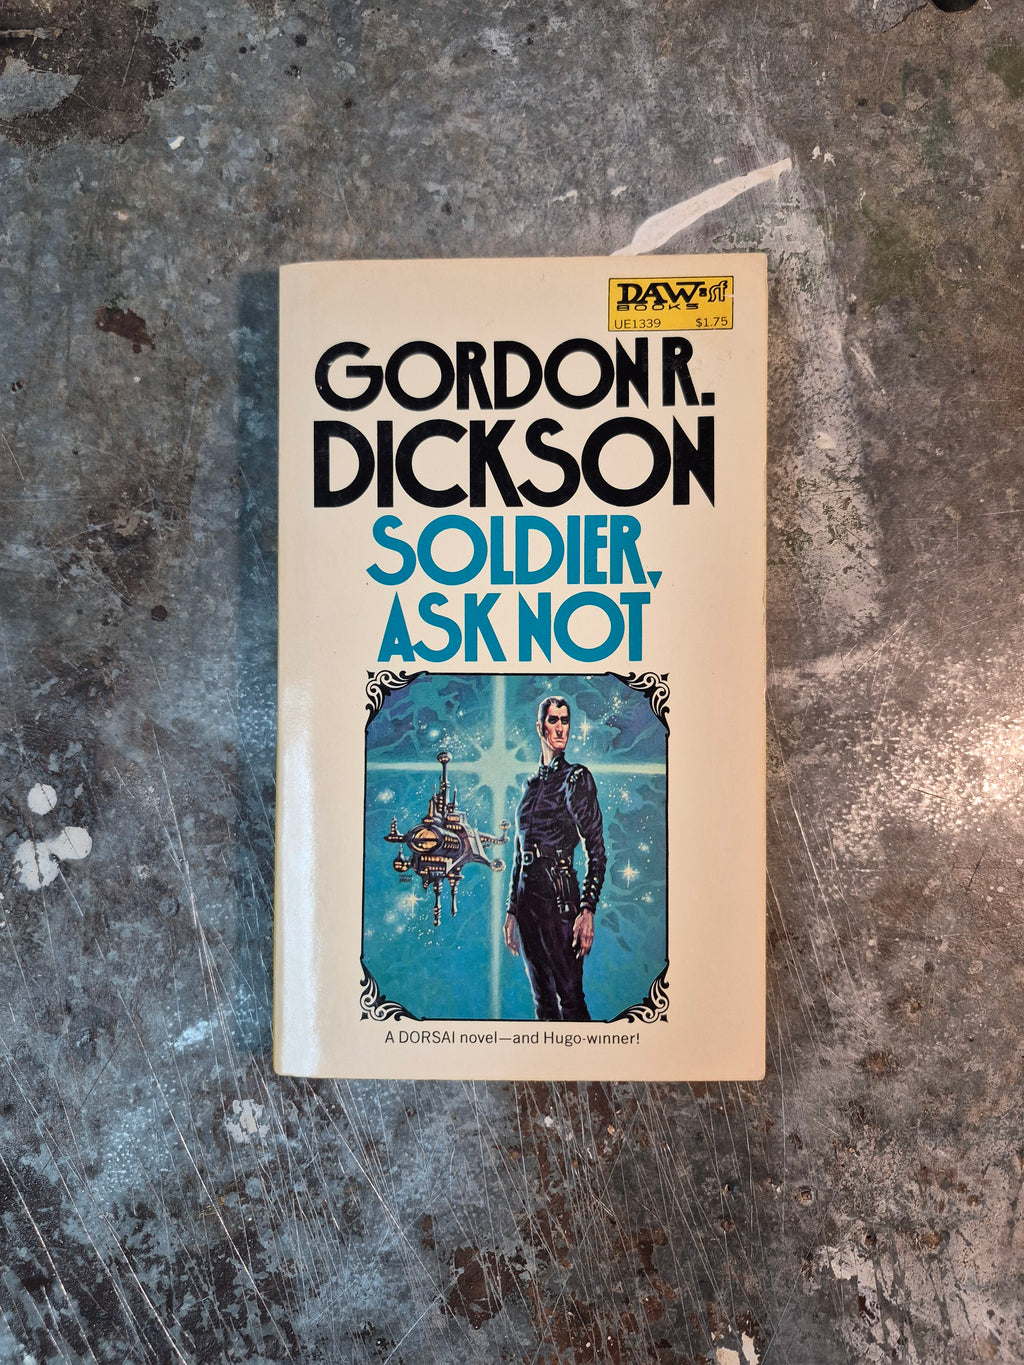 DAW=sf
BOOKS
UE1339 $1.75
GORDON R.
DICKSON
SOLDIER,
ASK NOT
A DORSAI novel—and Hugo-winner!